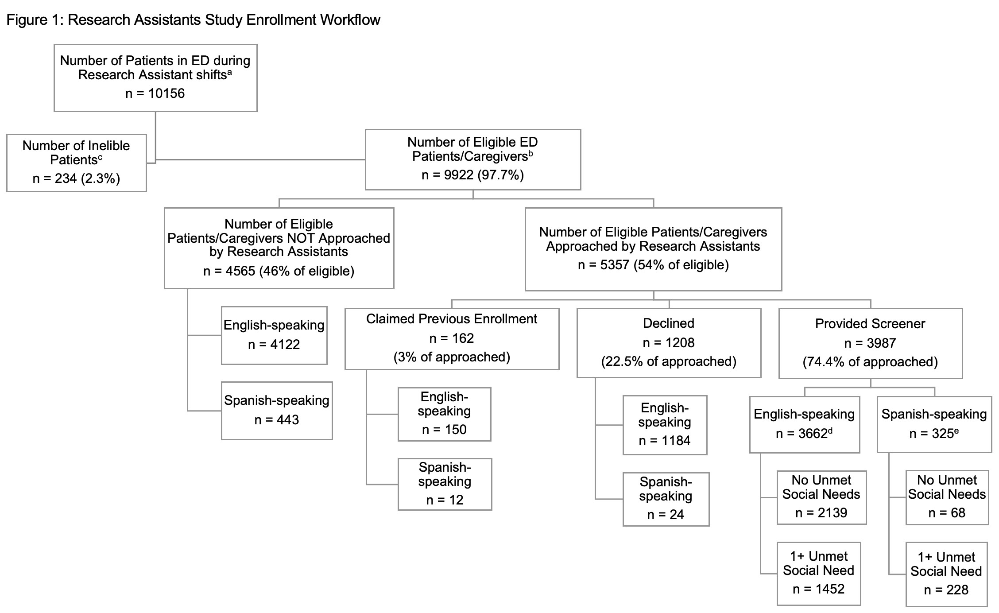 Figure 1: Research Assistants Study Enrollment Workflow
Number of Patients in ED during
Research Assistant shiftsᵃ
n = 10156
Number of Inelible
Patientsᶜ
n = 234 (2.3%)
Number of Eligible ED
Patients/Caregiversᵇ
n = 9922 (97.7%)
Number of Eligible
Patients/Caregivers NOT Approached
by Research Assistants
n = 4565 (46% of eligible)
Number of Eligible Patients/Caregivers
Approached by Research Assistants
n = 5357 (54% of eligible)
English-speaking
n = 4122
Spanish-speaking
n = 443
Claimed Previous Enrollment
n = 162
(3% of approached)
English-
speaking
n = 150
Spanish-
speaking
n = 12
Declined
n = 1208
(22.5% of approached)
English-
speaking
n = 1184
Spanish-
speaking
n = 24
Provided Screener
n = 3987
(74.4% of approached)
English-speaking
n = 3662ᵈ
No Unmet
Social Needs
n = 2139
1+ Unmet
Social Need
n = 1452
Spanish-speaking
n = 325ᵉ
No Unmet
Social Needs
n = 68
1+ Unmet
Social Need
n = 228